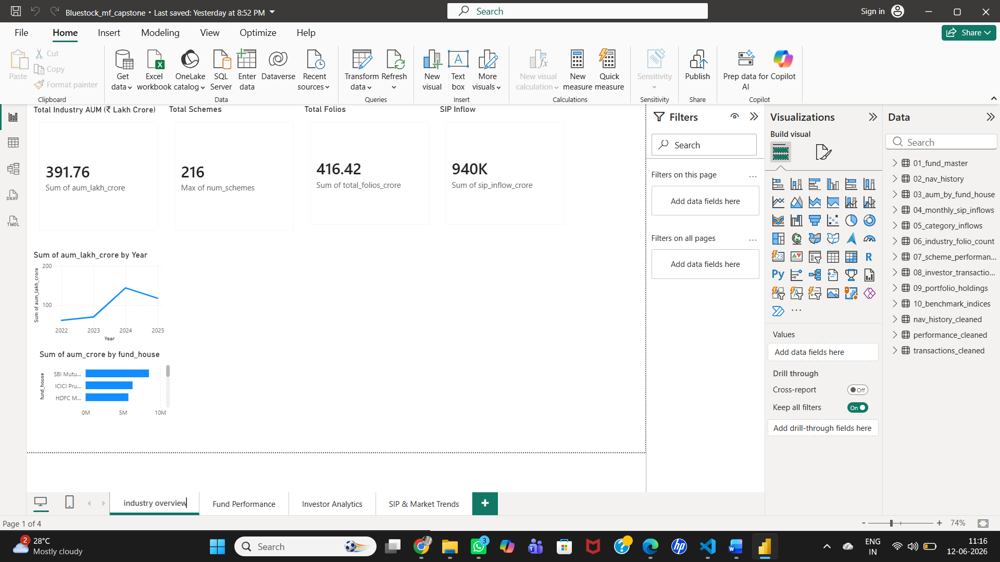 Bluestock_mf_capstone • Last saved: Yesterday at 8:52 PM
Search
Sign in
File
Home
Insert
Modeling
View
Optimize
Help
Share
Paste
Cut
Copy
Format painter
Clipboard
Get data
Excel workbook
OneLake catalog
SQL Server
Enter data
Dataverse
Recent sources
Data
Transform data
Refresh
Queries
New visual
Text box
More visuals
Insert
New visual calculation
New measure
Quick measure
Calculations
Sensitivity
Sensitivity
Publish
Share
Prep data for AI
Copilot
Copilot
DAX
TMDL
Total Industry AUM (₹ Lakh Crore)
391.76
Sum of aum_lakh_crore
Total Schemes
216
Max of num_schemes
Total Folios
416.42
Sum of total_folios_crore
SIP Inflow
940K
Sum of sip_inflow_crore
Sum of aum_lakh_crore by Year
Sum of aum_lakh_crore
200
100
2022 2023 2024 2025
Year
Sum of aum_crore by fund_house
fund_house
SBI Mutu...
ICICI Pru...
HDFC M...
0M 5M 10M
Filters
Search
Filters on this page
...
Add data fields here
Filters on all pages
...
Add data fields here
Visualizations
Build visual
123
R
Py
...
Values
Add data fields here
Drill through
Cross-report
Off
Keep all filters
On
Add drill-through fields here
Data
Search
01_fund_master
02_nav_history
03_aum_by_fund_house
04_monthly_sip_inflows
05_category_inflows
06_industry_folio_count
07_scheme_performan...
08_investor_transactio...
09_portfolio_holdings
10_benchmark_indices
nav_history_cleaned
performance_cleaned
transactions_cleaned
industry overview
Fund Performance
Investor Analytics
SIP & Market Trends
+
Page 1 of 4
- + 74%
2
28°C
Mostly cloudy
Search
3
ENG
IN
11:16
12-06-2026